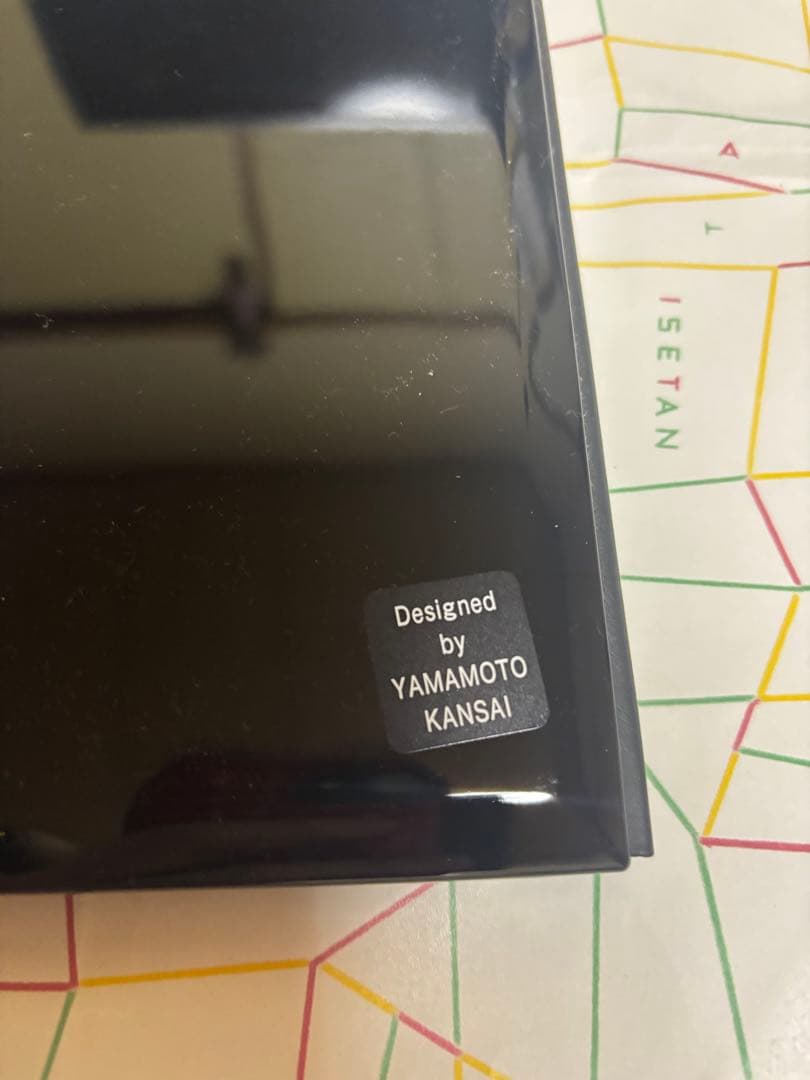 Designed
by
YAMAMOTO
KANSAI
ISETAN